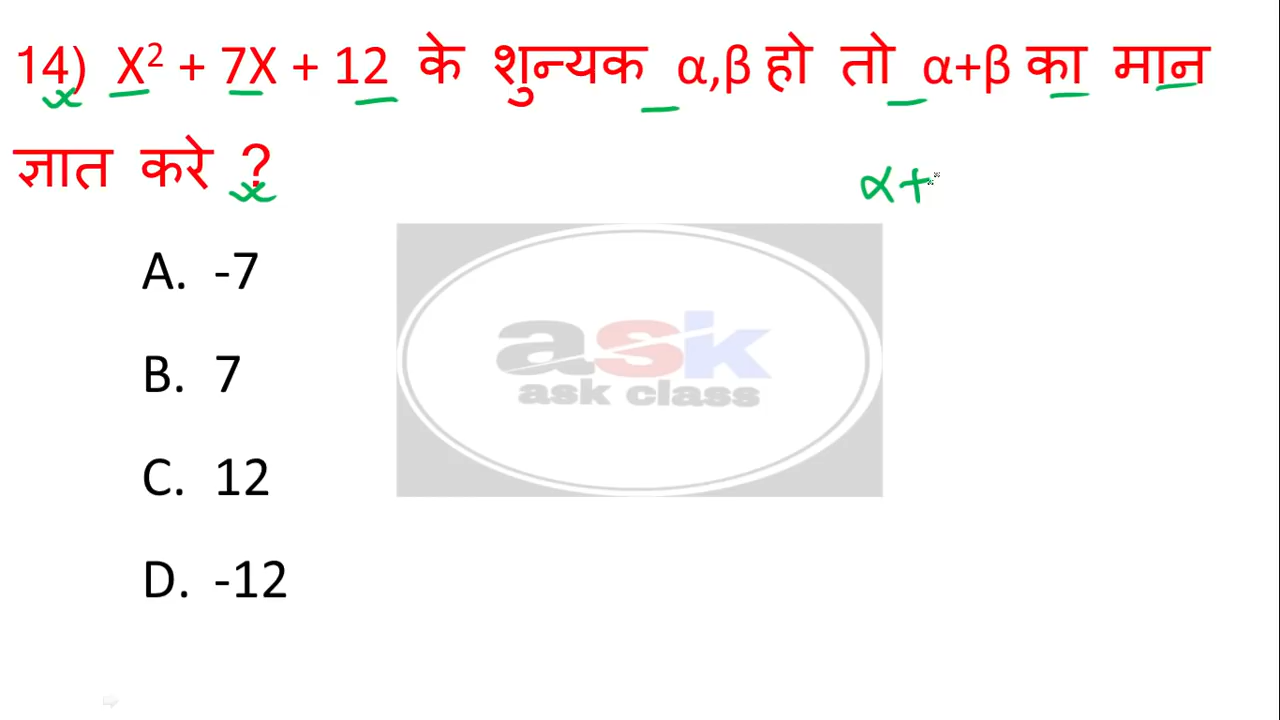 14) X² + 7X + 12 के शुन्यक α,β हो तो α+β का मान
ज्ञात करे ?
α+
A. -7
B. 7
C. 12
D. -12
ask
ask class